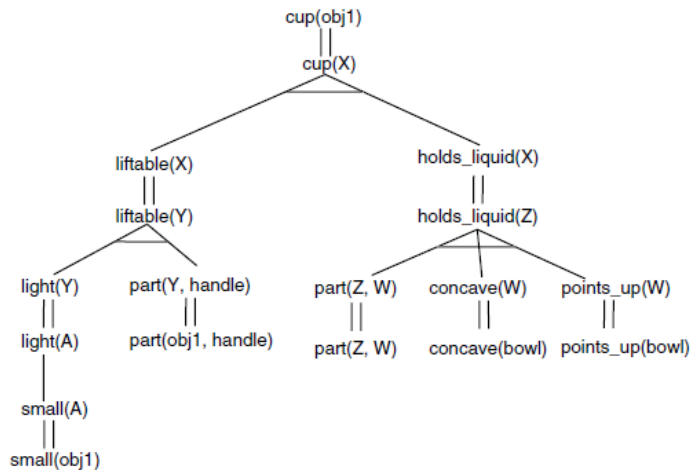 cup(obj1)
cup(X)
liftable(X) holds_liquid(X)
liftable(Y) holds_liquid(Z)
light(Y) part(Y, handle) part(Z, W) concave(W) points_up(W)
light(A) part(obj1, handle) part(Z, W) concave(bowl) points_up(bowl)
small(A)
small(obj1)